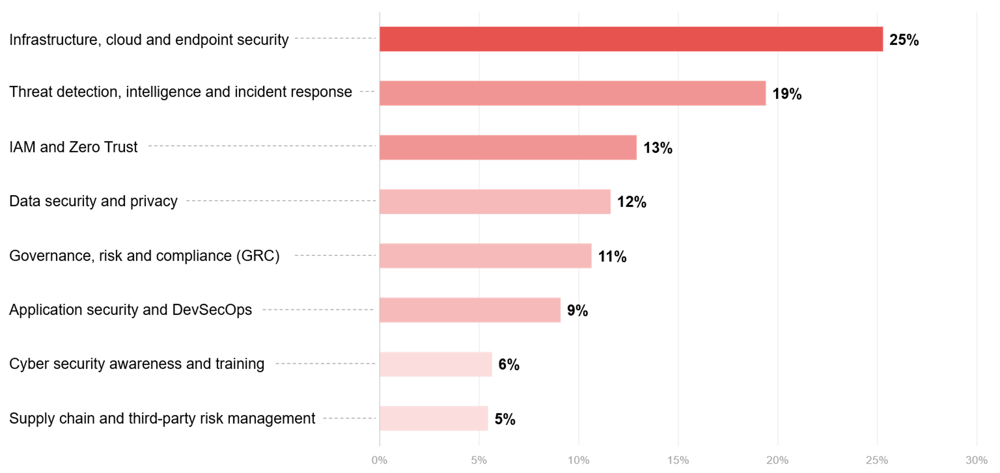 Infrastructure, cloud and endpoint security 25%
Threat detection, intelligence and incident response 19%
IAM and Zero Trust 13%
Data security and privacy 12%
Governance, risk and compliance (GRC) 11%
Application security and DevSecOps 9%
Cyber security awareness and training 6%
Supply chain and third-party risk management 5%
0% 5% 10% 15% 20% 25% 30%